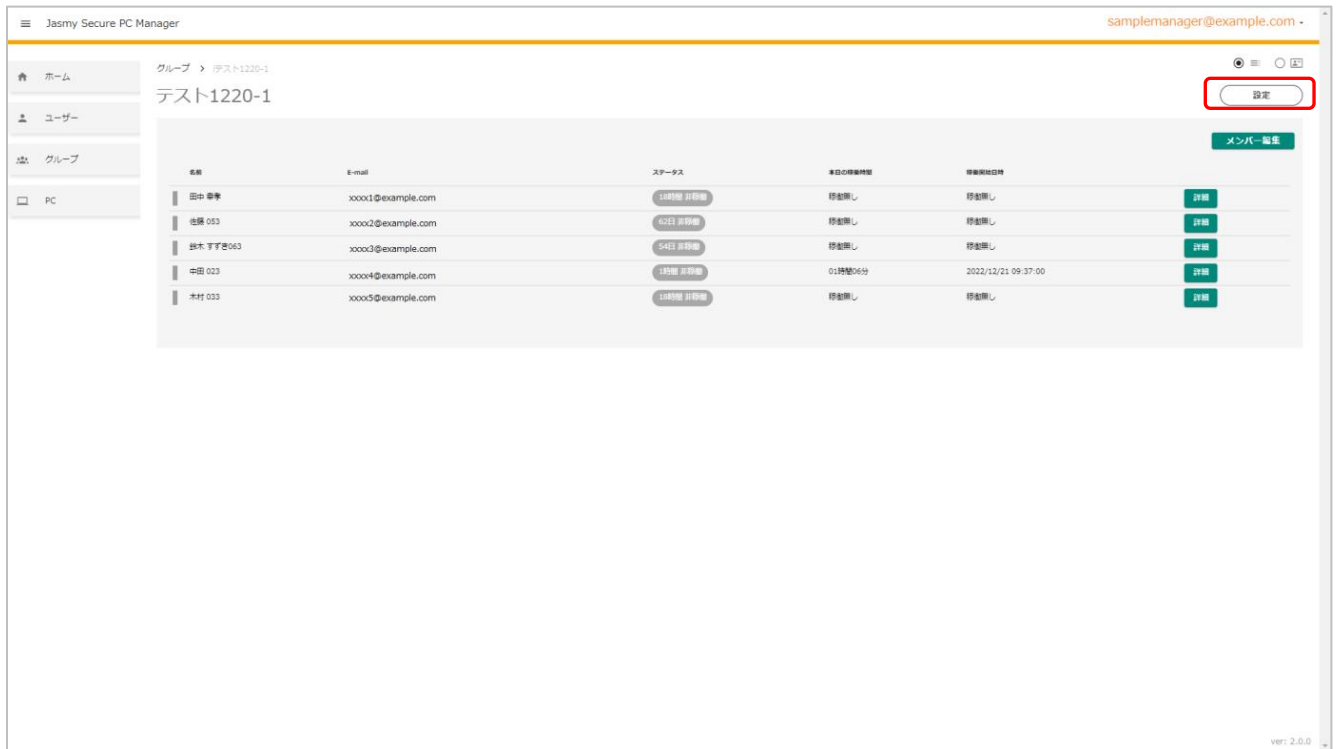 Jasmy Secure PC Manager
samplemanager@example.com
ホーム
ユーザー
グループ
PC
グループ > テスト1220-1
テスト1220-1
設定
メンバー編集
名前 E-mail ステータス 本日の稼働時間 稼働開始日時
田中 幸孝 xxxx1@example.com 18時間 非稼働 稼働無し 稼働無し 詳細
佐藤 053 xxxx2@example.com 62日 非稼働 稼働無し 稼働無し 詳細
鈴木 すずき063 xxxx3@example.com 54日 非稼働 稼働無し 稼働無し 詳細
中田 023 xxxx4@example.com 1時間 非稼働 01時間06分 2022/12/21 09:37:00 詳細
木村 033 xxxx5@example.com 18時間 非稼働 稼働無し 稼働無し 詳細
ver: 2.0.0